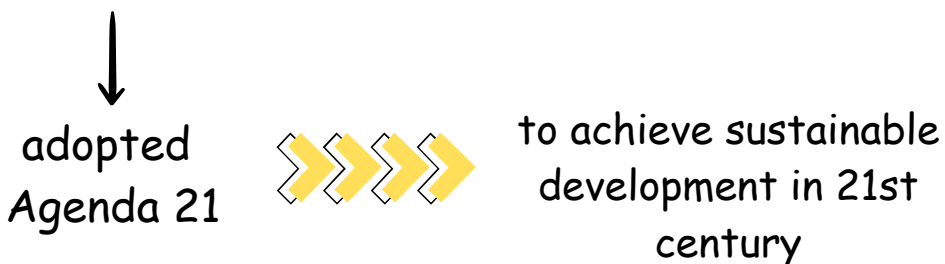 adopted
Agenda 21
to achieve sustainable
development in 21st
century